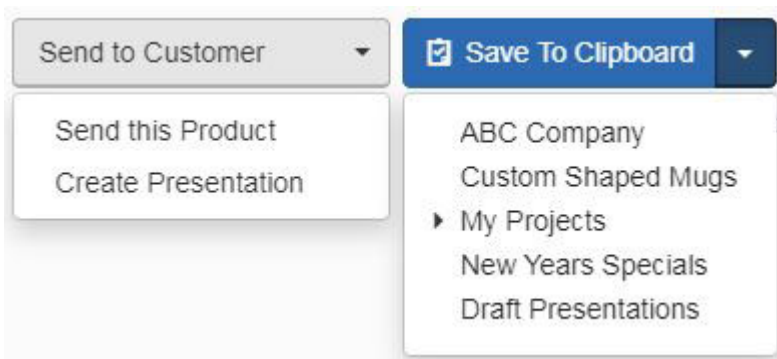 Send to Customer
Send this Product
Create Presentation
Save To Clipboard
ABC Company
Custom Shaped Mugs
My Projects
New Years Specials
Draft Presentations